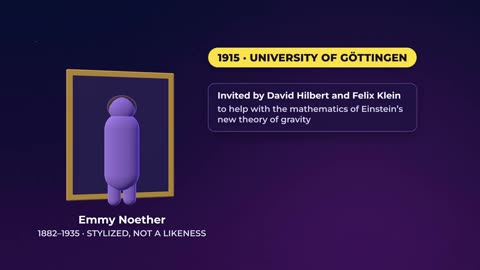 1915 · UNIVERSITY OF GÖTTINGEN
Invited by David Hilbert and Felix Klein
to help with the mathematics of Einstein's
new theory of gravity
Emmy Noether
1882–1935 · STYLIZED, NOT A LIKENESS